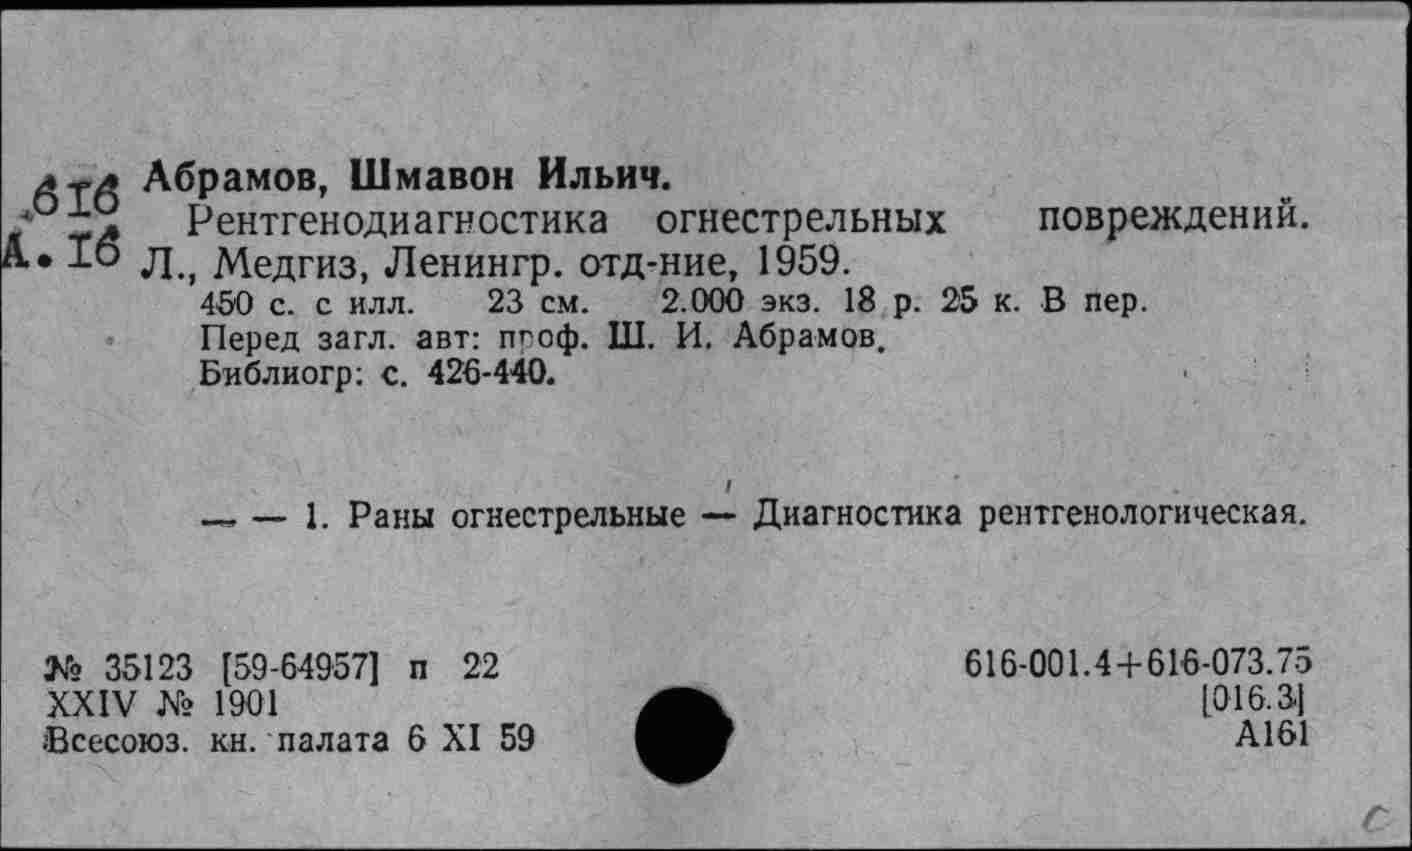 616
А.16
Абрамов, Шмавон Ильич.
Рентгенодиагностика огнестрельных повреждений.
Л., Медгиз, Ленингр. отд-ние, 1959.
450 с. с илл. 23 см. 2.000 экз. 18 р. 25 к. В пер.
Перед загл. авт: проф. Ш. И. Абрамов.
Библиогр: с. 426-440.
— — 1. Раны огнестрельные — Диагностика рентгенологическая.
№ 35123 [59-64957] п 22
XXIV № 1901
Всесоюз. кн. палата 6 XI 59
616-001.4+616-073.75
[016.3]
А161
с